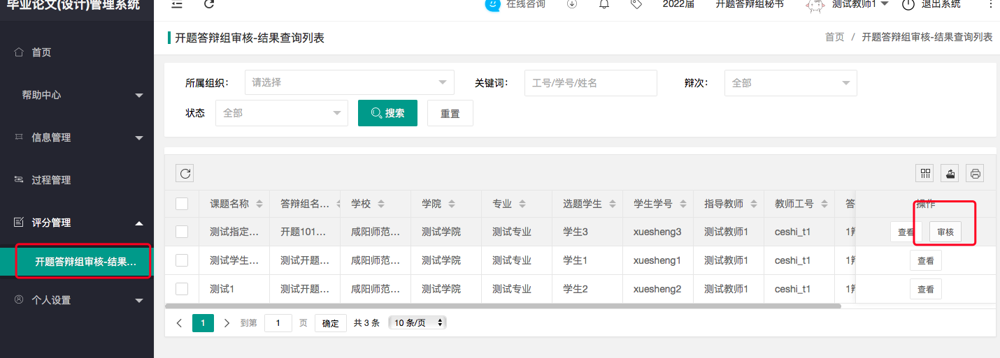 毕业论文(设计)管理系统
在线咨询 2022届 开题答辩组秘书 测试教师1 退出系统
开题答辩组审核-结果查询列表
首页 / 开题答辩组审核-结果查询列表
首页
帮助中心
信息管理
过程管理
评分管理
开题答辩组审核-结果...
个人设置
所属组织： 请选择 关键词： 工号/学号/姓名 辩次： 全部
状态 全部 搜索 重置
课题名称 答辩组名... 学校 学院 专业 选题学生 学生学号 指导教师 教师工号 答 操作
测试指定... 开题101... 咸阳师范... 测试学院 测试专业 学生3 xuesheng3 测试教师1 ceshi_t1 1 查看 审核
测试学生... 测试开题... 咸阳师范... 测试学院 测试专业 学生1 xuesheng1 测试教师1 ceshi_t1 1 查看
测试1 测试开题... 咸阳师范... 测试学院 测试专业 学生2 xuesheng2 测试教师1 ceshi_t1 1 查看
1 到第 1 页 确定 共 3 条 10 条/页